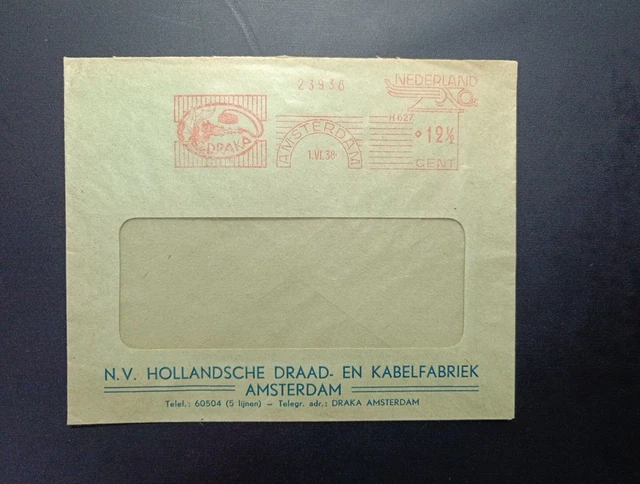 23936
NEDERLAND
H 627
12½
CENT
AMSTERDAM
1.VI.38
DRAKA
N.V. HOLLANDSCHE DRAAD- EN KABELFABRIEK
AMSTERDAM
Telef.: 60504 (5 lijnen) — Telegr. adr.: DRAKA AMSTERDAM